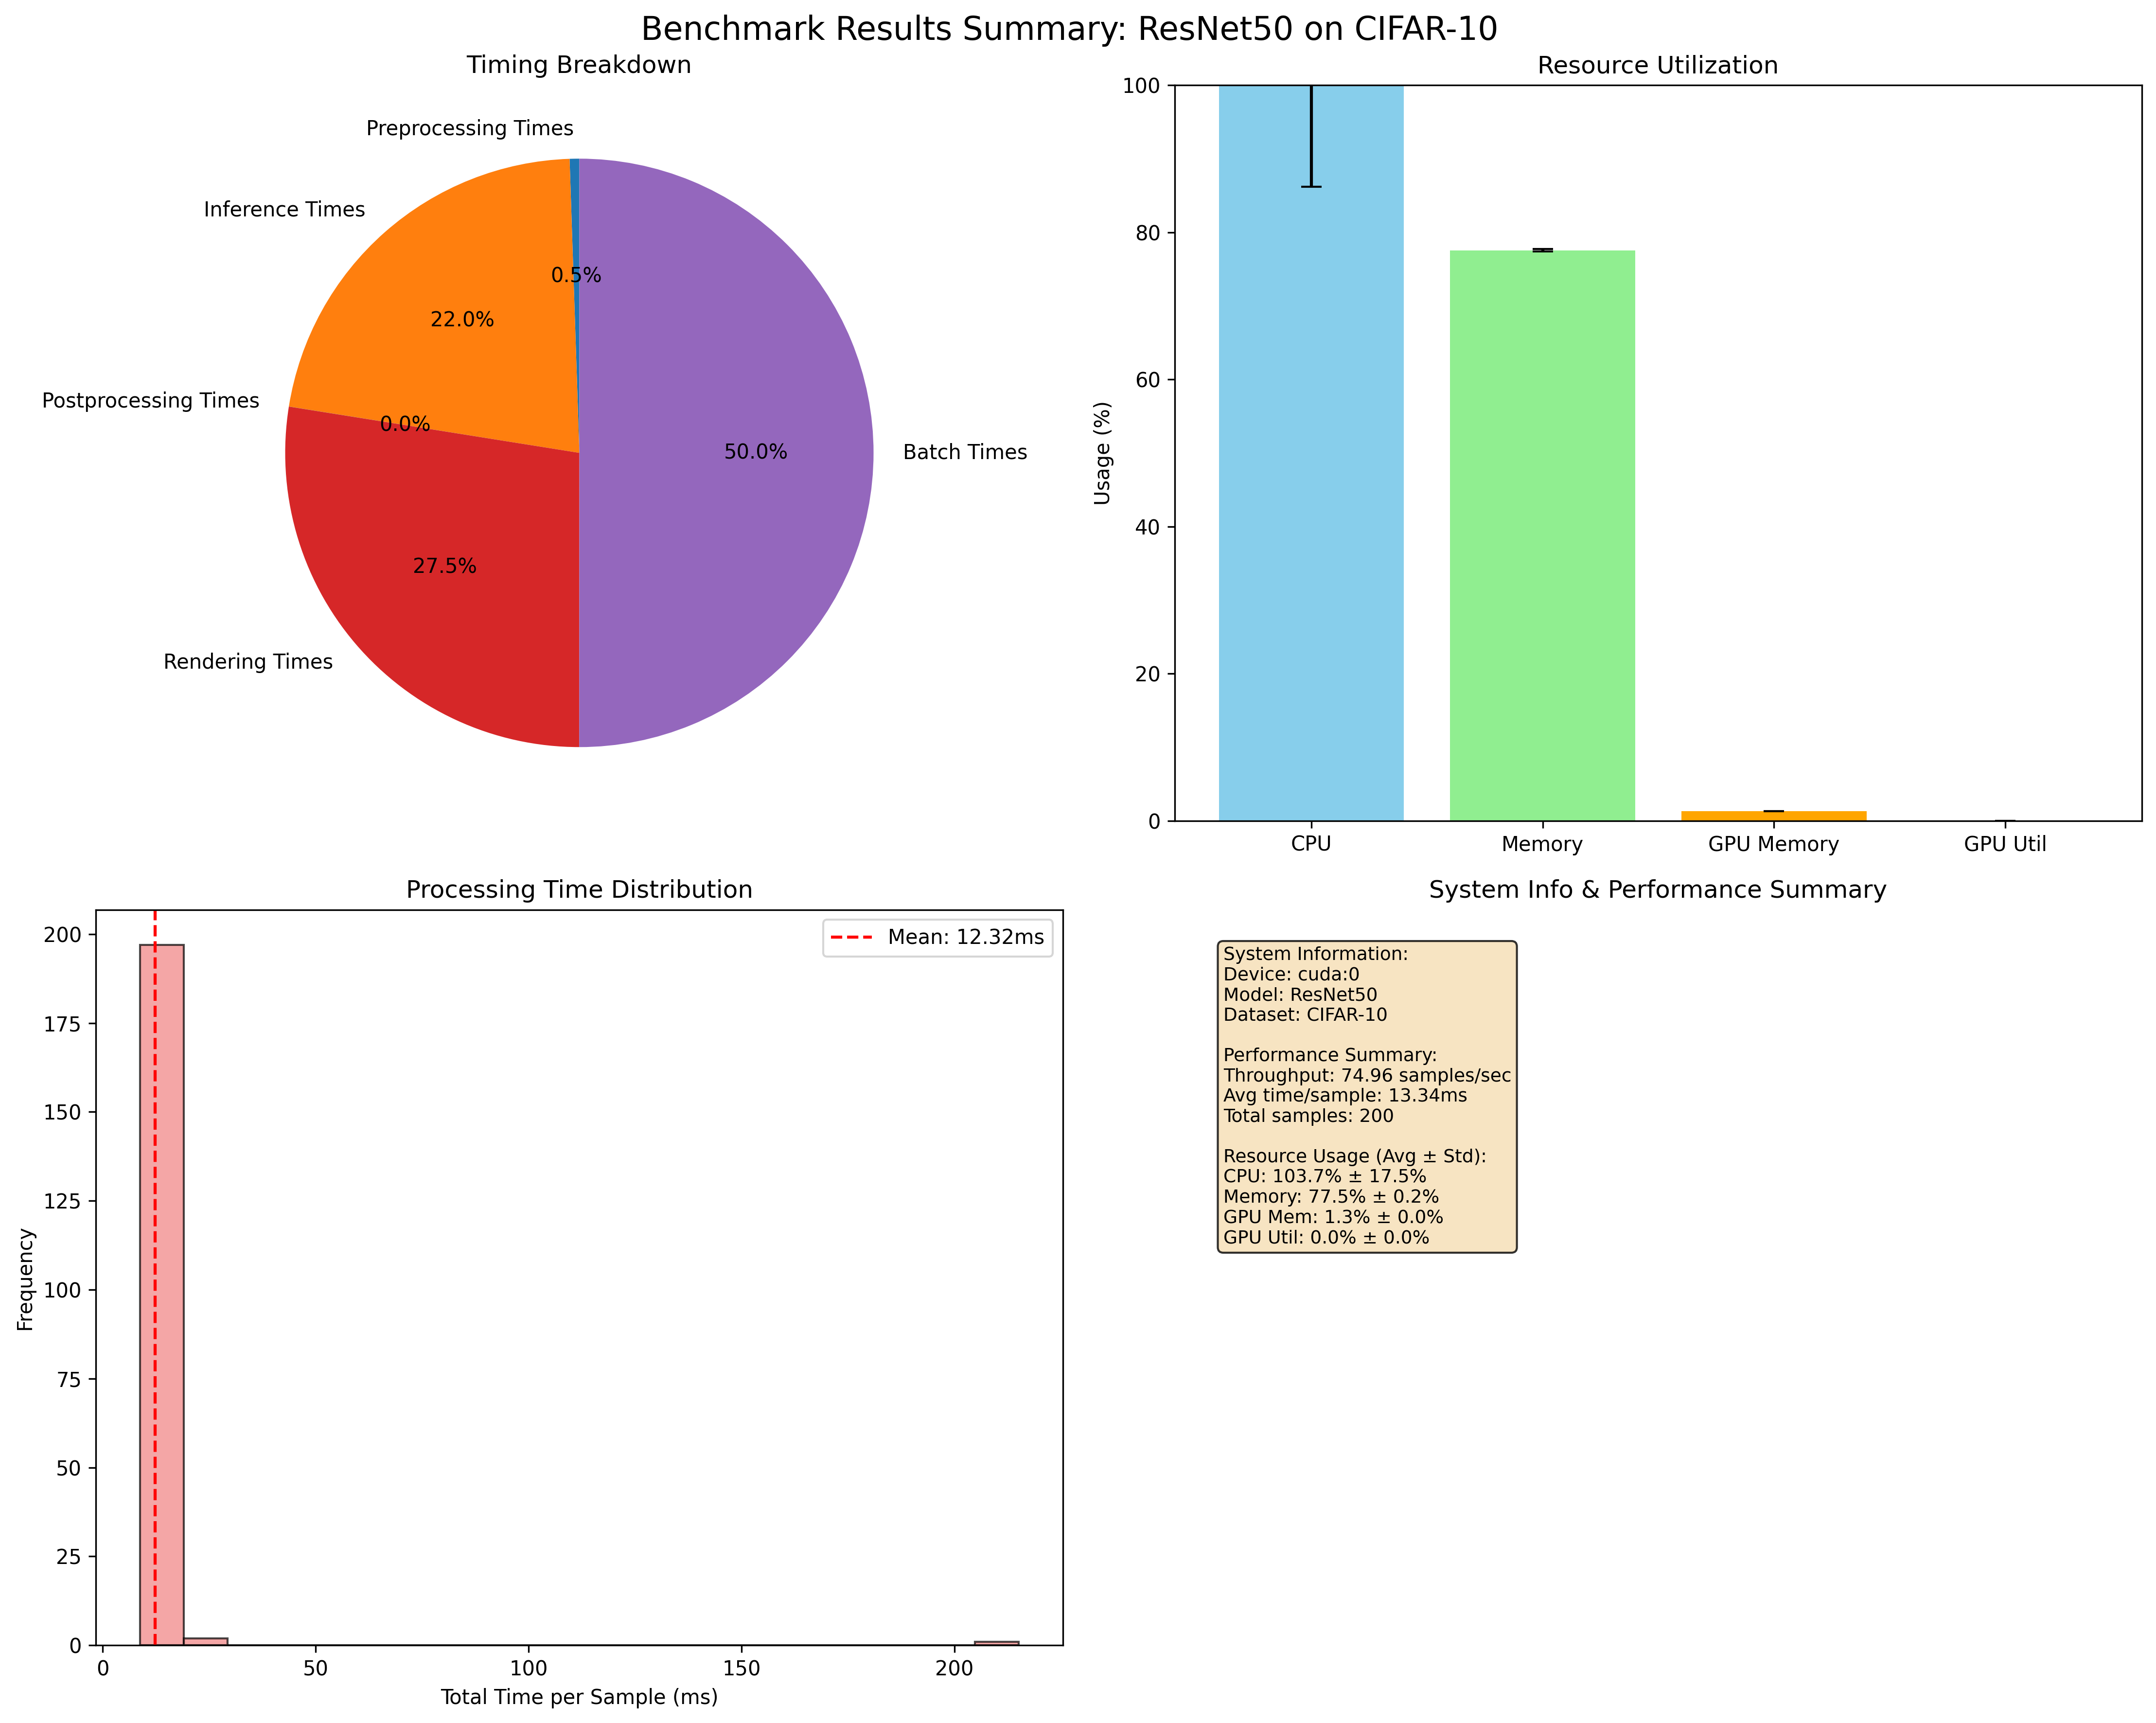 Benchmark Results Summary: ResNet50 on CIFAR-10
Timing Breakdown
Preprocessing Times
Inference Times
Postprocessing Times
Rendering Times
Batch Times
0.5%
22.0%
0.0%
27.5%
50.0%
Resource Utilization
Usage (%)
100
80
60
40
20
0
CPU
Memory
GPU Memory
GPU Util
Processing Time Distribution
Mean: 12.32ms
Frequency
200
175
150
125
100
75
50
25
0
0
50
100
150
200
Total Time per Sample (ms)
System Info & Performance Summary
System Information:
Device: cuda:0
Model: ResNet50
Dataset: CIFAR-10
Performance Summary:
Throughput: 74.96 samples/sec
Avg time/sample: 13.34ms
Total samples: 200
Resource Usage (Avg ± Std):
CPU: 103.7% ± 17.5%
Memory: 77.5% ± 0.2%
GPU Mem: 1.3% ± 0.0%
GPU Util: 0.0% ± 0.0%